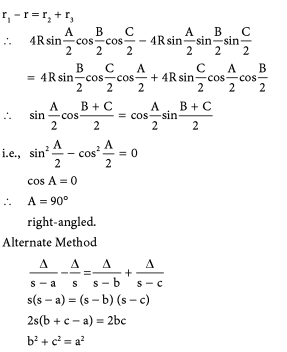 r₁ – r = r₂ + r₃
∴ 4R sin A/2 cos B/2 cos C/2 – 4R sin A/2 sin B/2 sin C/2
= 4R sin B/2 cos C/2 cos A/2 + 4R sin C/2 cos A/2 cos B/2
∴ sin A/2 cos (B + C)/2 = cos A/2 sin (B + C)/2
i.e., sin² A/2 – cos² A/2 = 0
cos A = 0
∴ A = 90°
right-angled.
Alternate Method
Δ/(s – a) – Δ/s = Δ/(s – b) + Δ/(s – c)
s(s – a) = (s – b) (s – c)
2s(b + c – a) = 2bc
b² + c² = a²